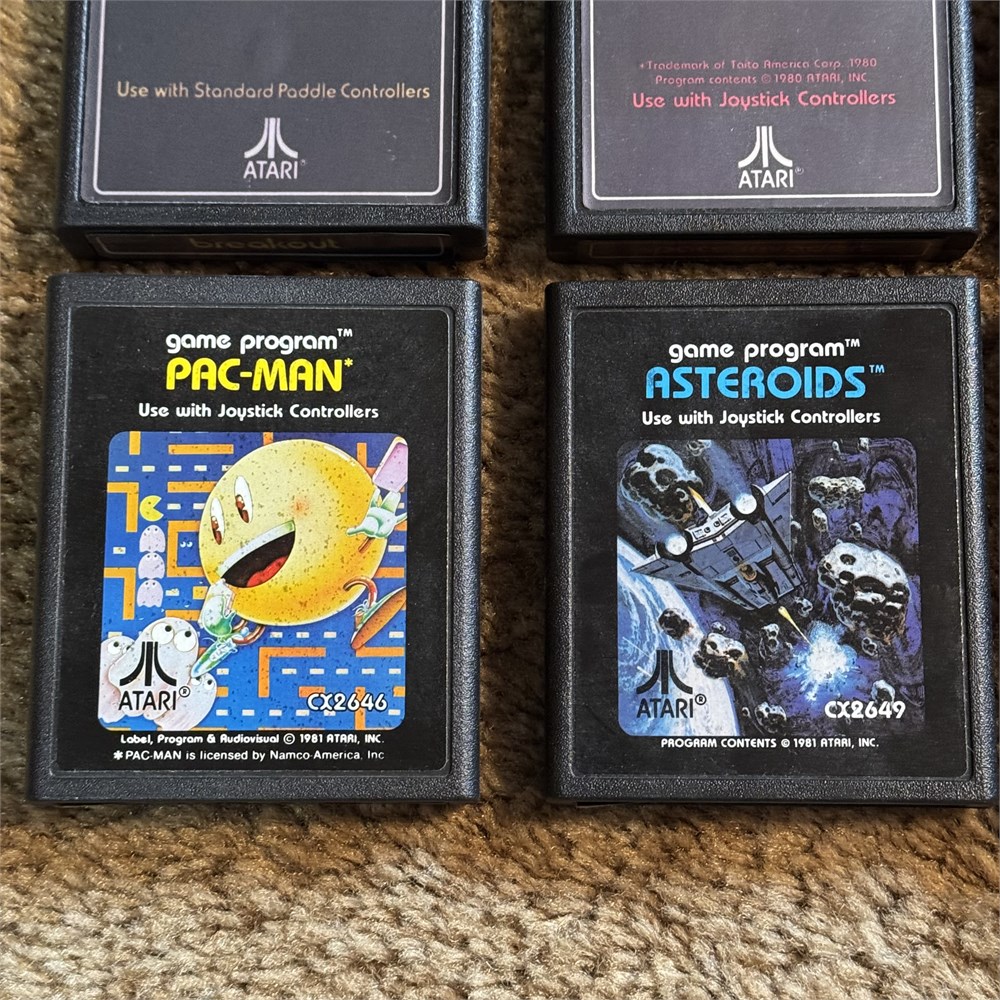 Use with Standard Paddle Controllers
ATARI®
breakout
*Trademark of Taito America Corp. 1980
Program contents © 1980 ATARI, INC
Use with Joystick Controllers
ATARI®
game program™
PAC-MAN*
Use with Joystick Controllers
ATARI®
CX2646
Label, Program & Audiovisual © 1981 ATARI, INC.
*PAC-MAN is licensed by Namco-America, Inc
game program™
ASTEROIDS™
Use with Joystick Controllers
ATARI®
CX2649
PROGRAM CONTENTS © 1981 ATARI, INC.